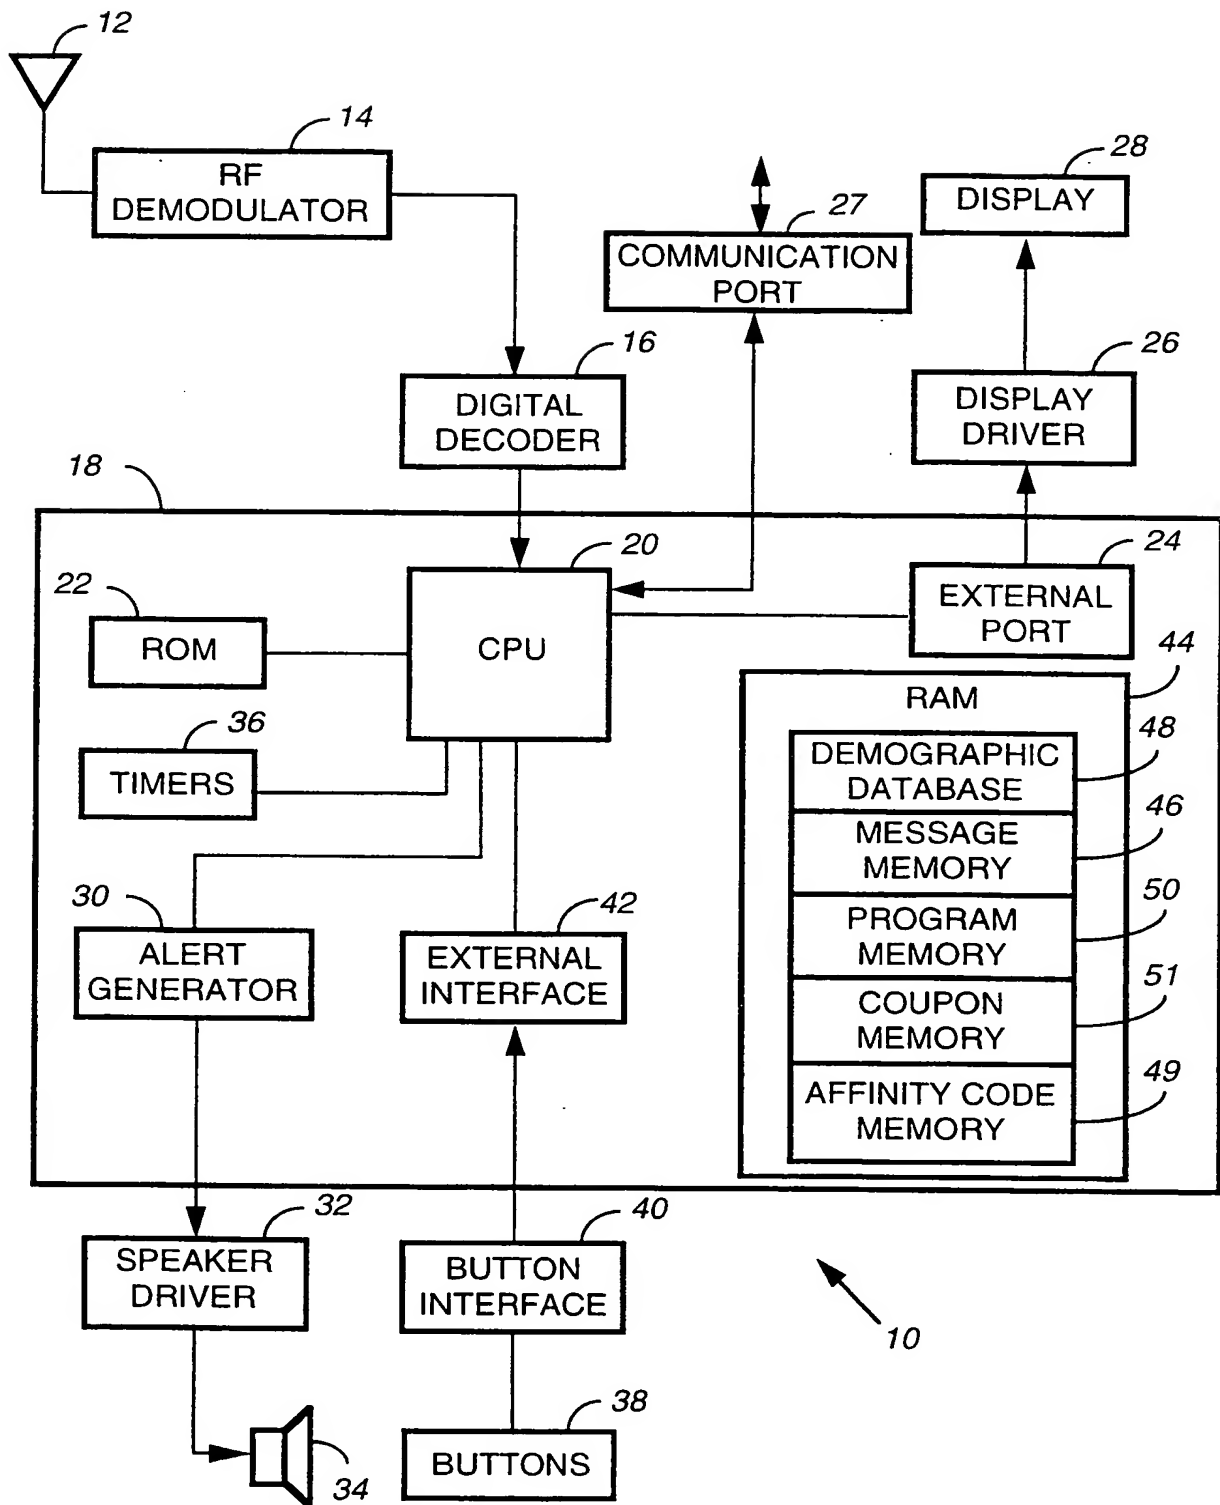 12
14
RF
DEMODULATOR
28
DISPLAY
27
COMMUNICATION
PORT
16
DIGITAL
DECODER
26
DISPLAY
DRIVER
18
20
CPU
24
EXTERNAL
PORT
22
ROM
44
RAM
36
TIMERS
48
DEMOGRAPHIC
DATABASE
46
MESSAGE
MEMORY
30
ALERT
GENERATOR
42
EXTERNAL
INTERFACE
50
PROGRAM
MEMORY
51
COUPON
MEMORY
49
AFFINITY CODE
MEMORY
32
SPEAKER
DRIVER
40
BUTTON
INTERFACE
10
34
38
BUTTONS